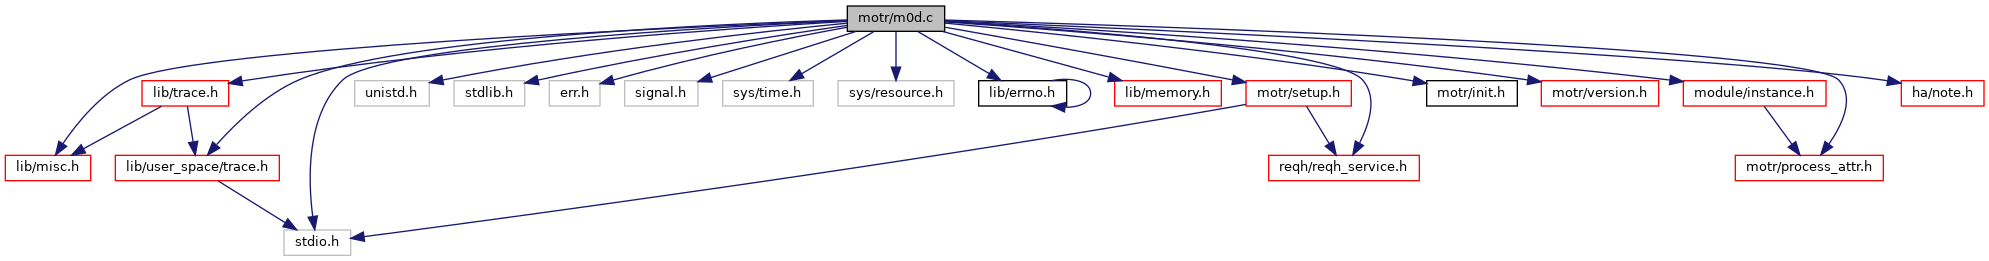 motr/m0d.c
lib/trace.h
unistd.h
stdlib.h
err.h
signal.h
sys/time.h
sys/resource.h
lib/errno.h
lib/memory.h
motr/setup.h
motr/init.h
motr/version.h
module/instance.h
ha/note.h
lib/misc.h
lib/user_space/trace.h
reqh/reqh_service.h
motr/process_attr.h
stdio.h